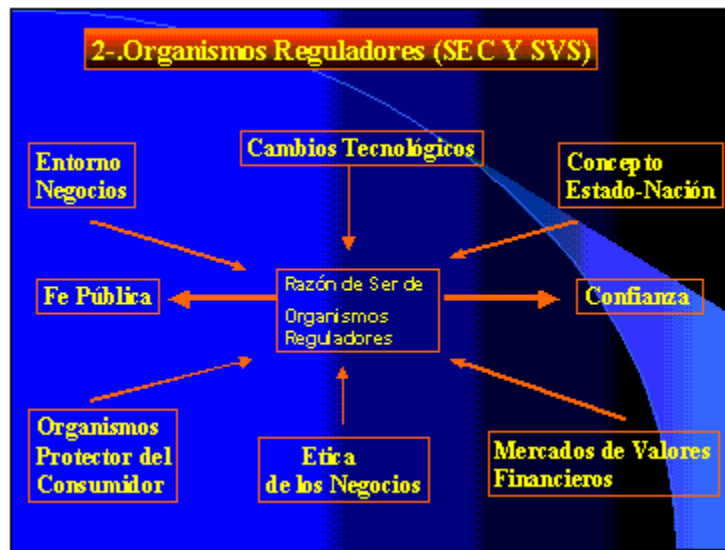 2-.Organismos Reguladores (SEC Y SVS)
Cambios Tecnológicos
Entorno
Negocios
Concepto
Estado-Nación
Fe Pública
Razón de Ser de
Organismos
Reguladores
Confianza
Organismos
Protector del
Consumidor
Etica
de los Negocios
Mercados de Valores
Financieros